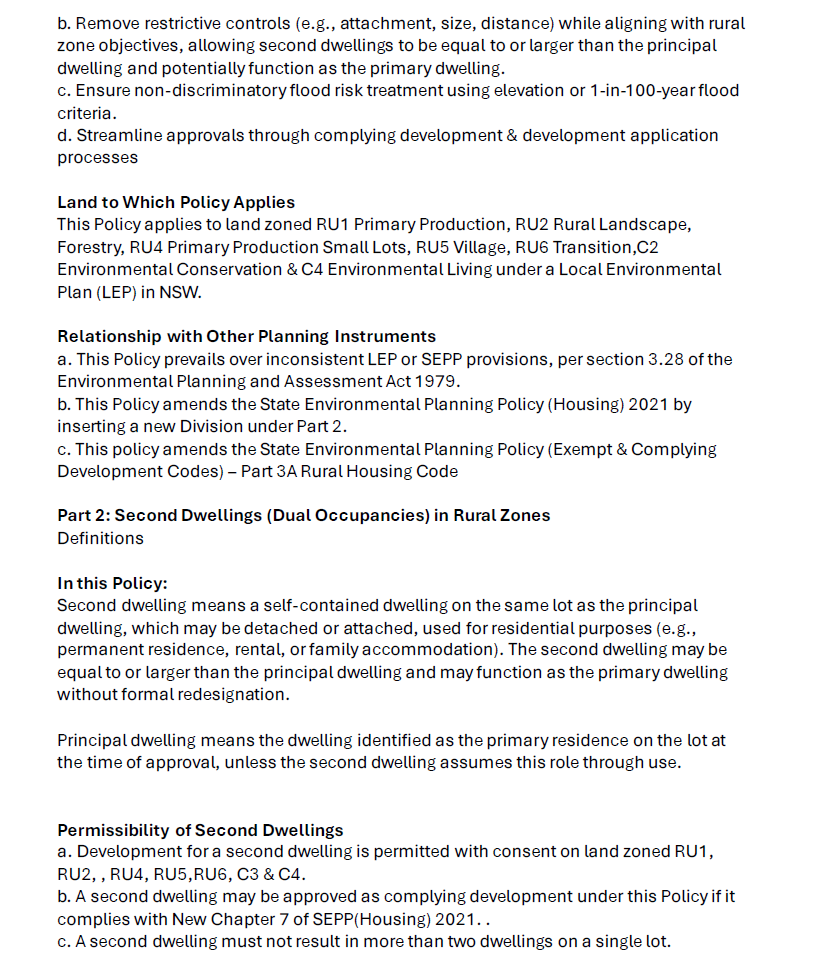 b. Remove restrictive controls (e.g., attachment, size, distance) while aligning with rural
zone objectives, allowing second dwellings to be equal to or larger than the principal
dwelling and potentially function as the primary dwelling.
c. Ensure non-discriminatory flood risk treatment using elevation or 1-in-100-year flood
criteria.
d. Streamline approvals through complying development & development application
processes
Land to Which Policy Applies
This Policy applies to land zoned RU1 Primary Production, RU2 Rural Landscape,
Forestry, RU4 Primary Production Small Lots, RU5 Village, RU6 Transition,C2
Environmental Conservation & C4 Environmental Living under a Local Environmental
Plan (LEP) in NSW.
Relationship with Other Planning Instruments
a. This Policy prevails over inconsistent LEP or SEPP provisions, per section 3.28 of the
Environmental Planning and Assessment Act 1979.
b. This Policy amends the State Environmental Planning Policy (Housing) 2021 by
inserting a new Division under Part 2.
c. This policy amends the State Environmental Planning Policy (Exempt & Complying
Development Codes) – Part 3A Rural Housing Code
Part 2: Second Dwellings (Dual Occupancies) in Rural Zones
Definitions
In this Policy:
Second dwelling means a self-contained dwelling on the same lot as the principal
dwelling, which may be detached or attached, used for residential purposes (e.g.,
permanent residence, rental, or family accommodation). The second dwelling may be
equal to or larger than the principal dwelling and may function as the primary dwelling
without formal redesignation.
Principal dwelling means the dwelling identified as the primary residence on the lot at
the time of approval, unless the second dwelling assumes this role through use.
Permissibility of Second Dwellings
a. Development for a second dwelling is permitted with consent on land zoned RU1,
RU2, , RU4, RU5,RU6, C3 & C4.
b. A second dwelling may be approved as complying development under this Policy if it
complies with New Chapter 7 of SEPP(Housing) 2021. .
c. A second dwelling must not result in more than two dwellings on a single lot.